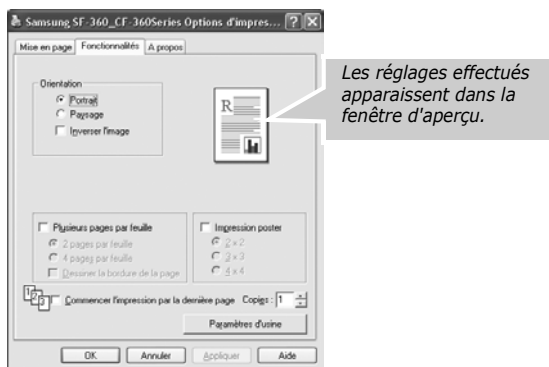 Samsung SF-360_CF-360Series Options d'impres...
Mise en page Fonctionnalités A propos
Orientation
Portrait
Paysage
Inverser l'image
R
Les réglages effectués
apparaissent dans la
fenêtre d'aperçu.
Plusieurs pages par feuille
2 pages par feuille
4 pages par feuille
Dessiner la bordure de la page
Impression poster
2 x 2
3 x 3
4 x 4
1 2 3
Commencer l'impression par la dernière page Copies : 1
Paramètres d'usine
OK Annuler Appliquer Aide